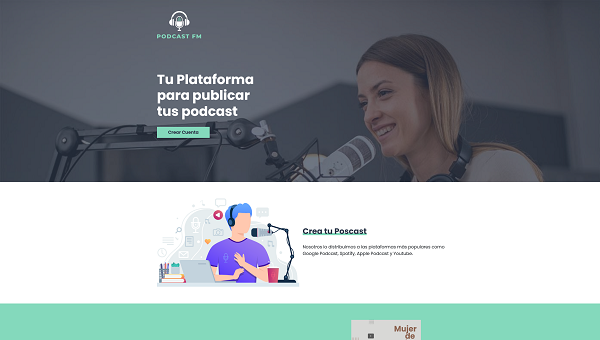 PODCAST FM
Tu Plataforma
para publicar
tus podcast
Crear Cuenta
Crea tu Poscast
Nosotros lo distribuimos a las plataformas más populares como
Google Podcast, Spotify, Apple Podcast y Youtube.
Mujer
de